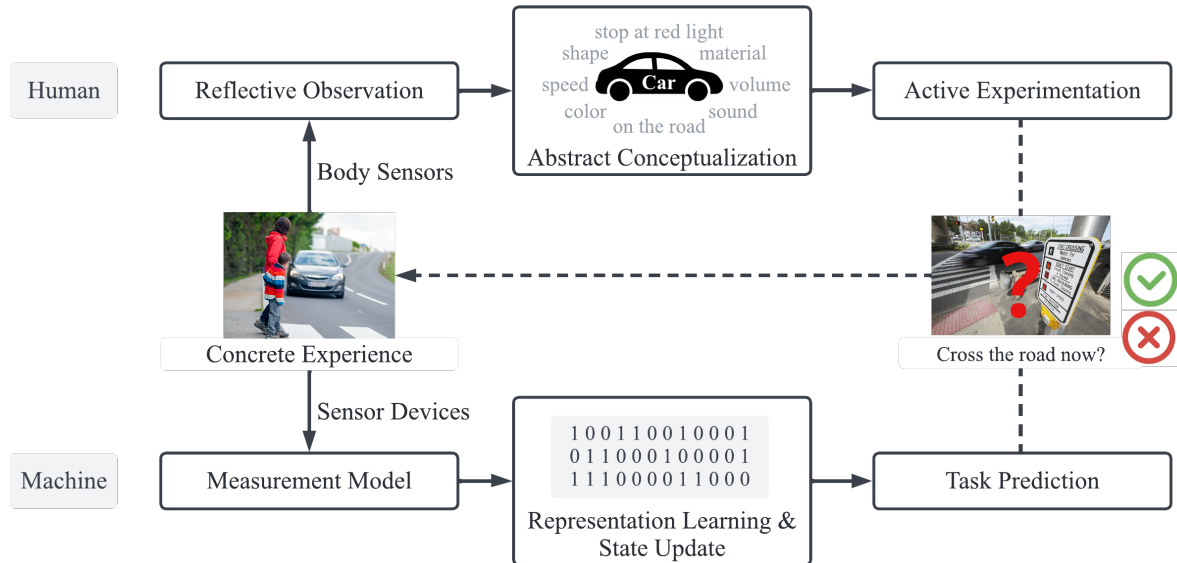 Human
Reflective Observation
stop at red light
shape
material
speed
Car
volume
color
sound
on the road
Abstract Conceptualization
Active Experimentation
Body Sensors
?
Concrete Experience
Cross the road now?
Sensor Devices
Machine
Measurement Model
1 0 0 1 1 0 0 1 0 0 0 1
0 1 1 0 0 0 1 0 0 0 0 1
1 1 1 0 0 0 0 1 1 0 0 0
Representation Learning &
State Update
Task Prediction